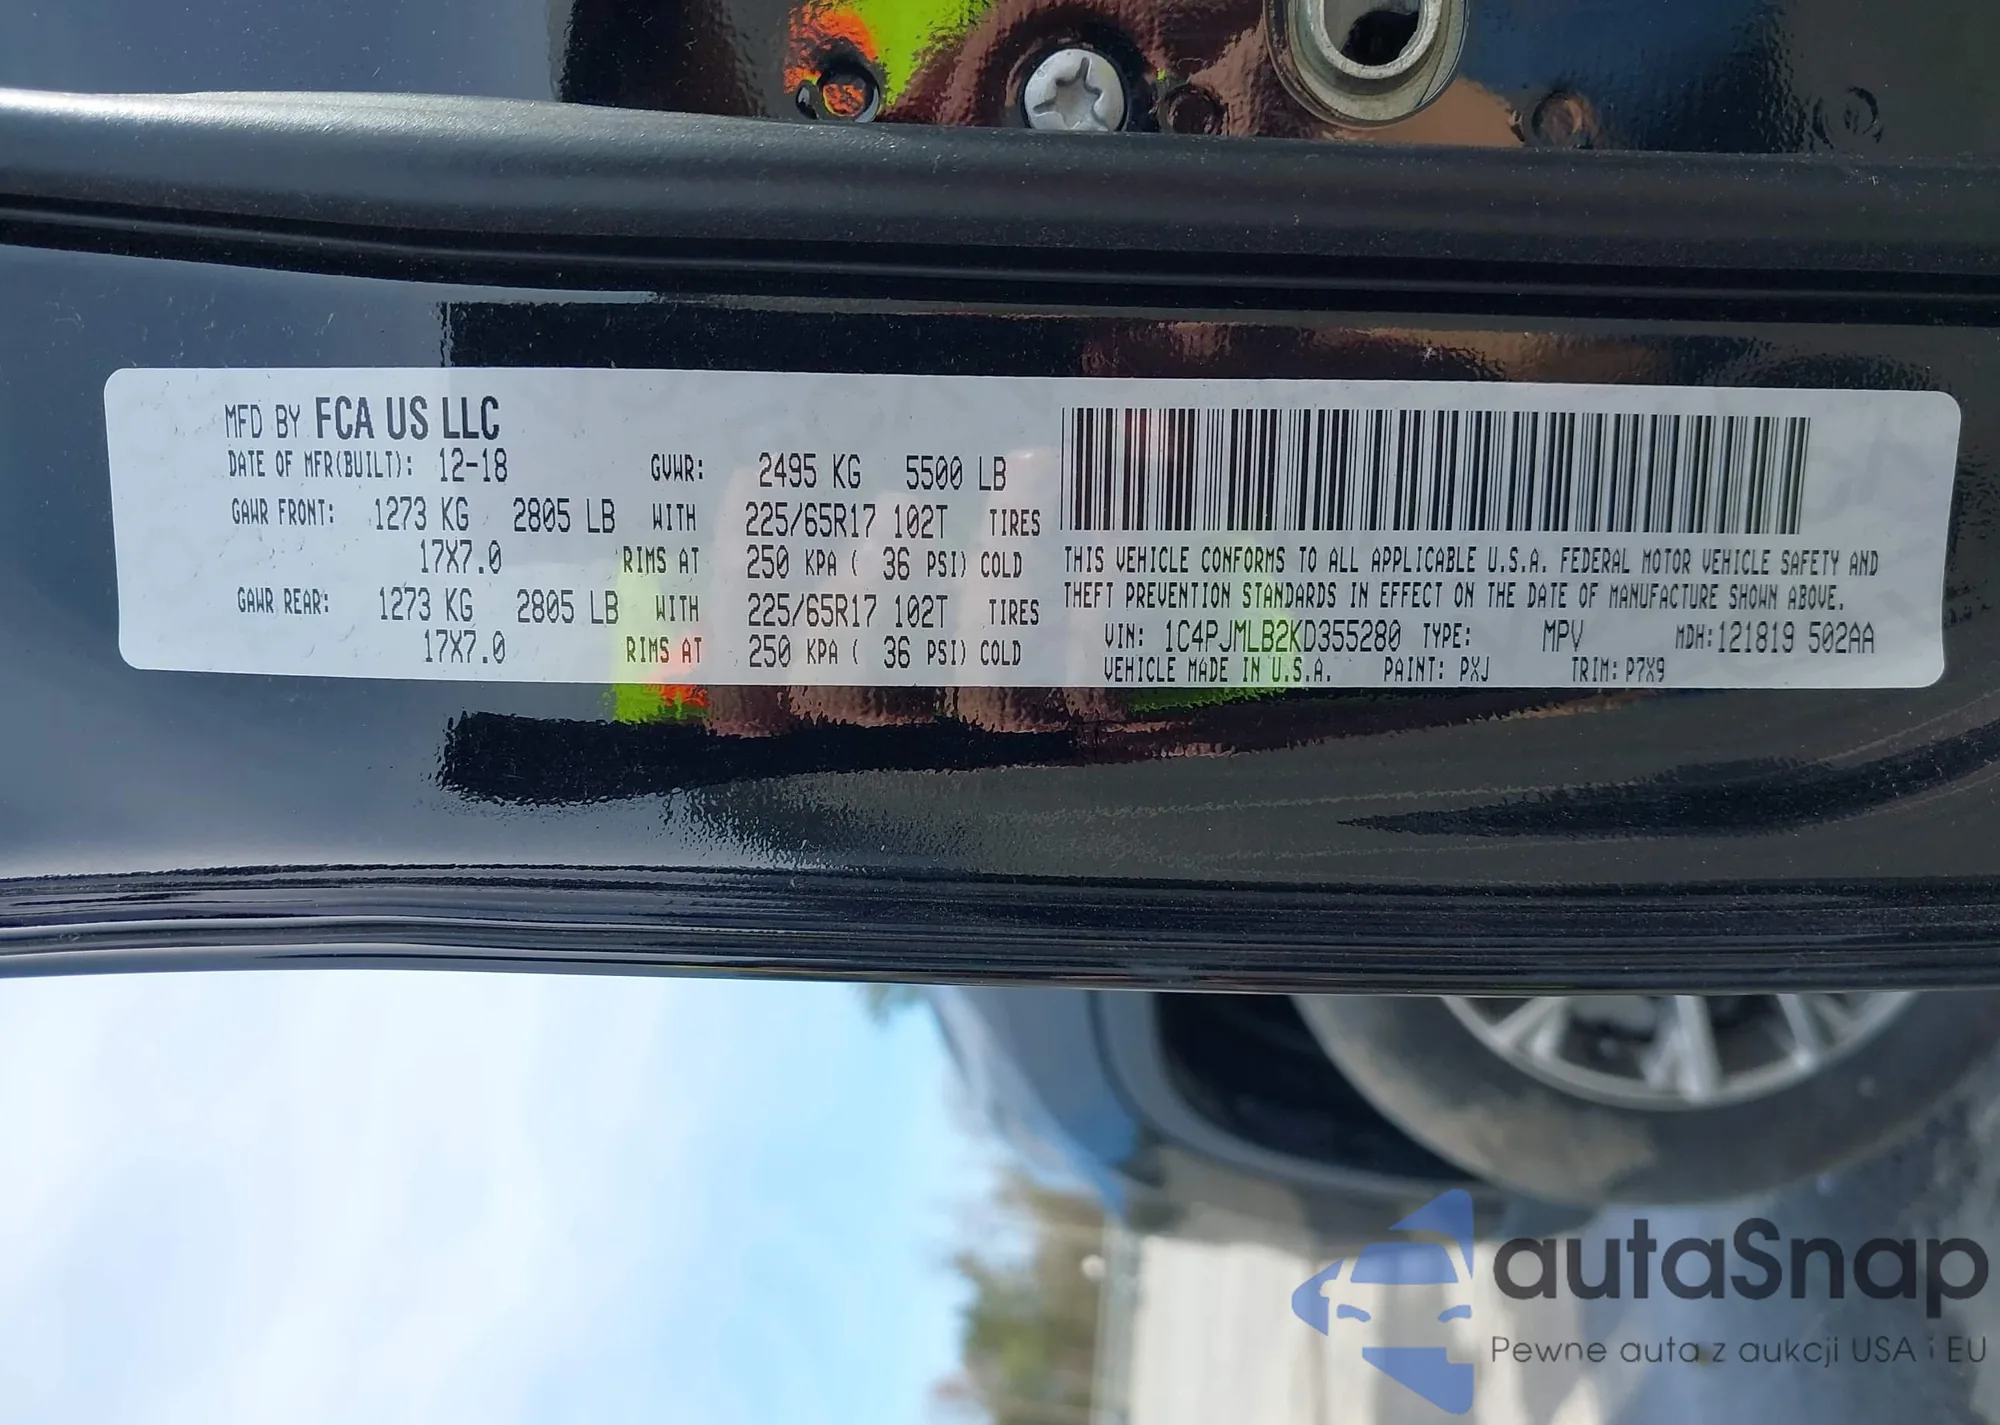 MFD BY FCA US LLC
DATE OF MFR(BUILT): 12-18 GVWR: 2495 KG 5500 LB
GAWR FRONT: 1273 KG 2805 LB WITH 225/65R17 102T TIRES
17X7.0 RIMS AT 250 KPA ( 36 PSI) COLD
GAWR REAR: 1273 KG 2805 LB WITH 225/65R17 102T TIRES
17X7.0 RIMS AT 250 KPA ( 36 PSI) COLD
THIS VEHICLE CONFORMS TO ALL APPLICABLE U.S.A. FEDERAL MOTOR VEHICLE SAFETY AND
THEFT PREVENTION STANDARDS IN EFFECT ON THE DATE OF MANUFACTURE SHOWN ABOVE.
VIN: 1C4PJMLB2KD355280 TYPE: MPV MDH:121819 502AA
VEHICLE MADE IN U.S.A. PAINT: PXJ TRIM: P7X9
autaSnap
Pewne auta z aukcji USA i EU